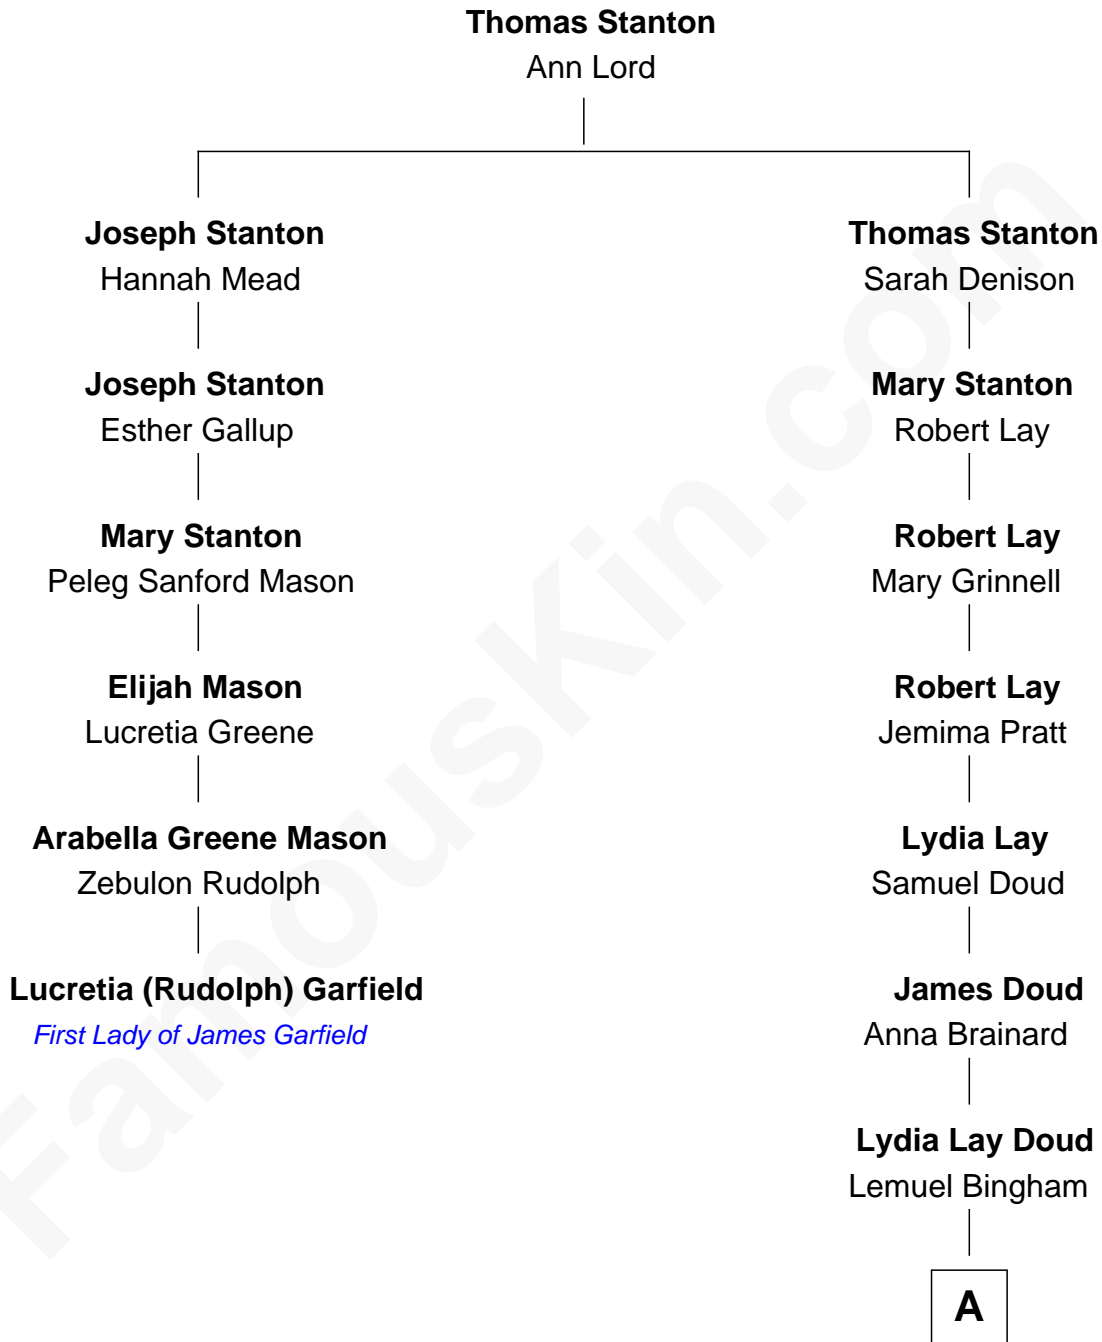 Thomas Stanton
Ann Lord
Joseph Stanton
Hannah Mead
Joseph Stanton
Esther Gallup
Mary Stanton
Peleg Sanford Mason
Elijah Mason
Lucretia Greene
Arabella Greene Mason
Zebulon Rudolph
Lucretia (Rudolph) Garfield
First Lady of James Garfield
Thomas Stanton
Sarah Denison
Mary Stanton
Robert Lay
Robert Lay
Mary Grinnell
Robert Lay
Jemima Pratt
Lydia Lay
Samuel Doud
James Doud
Anna Brainard
Lydia Lay Doud
Lemuel Bingham
A
FamousKin.com